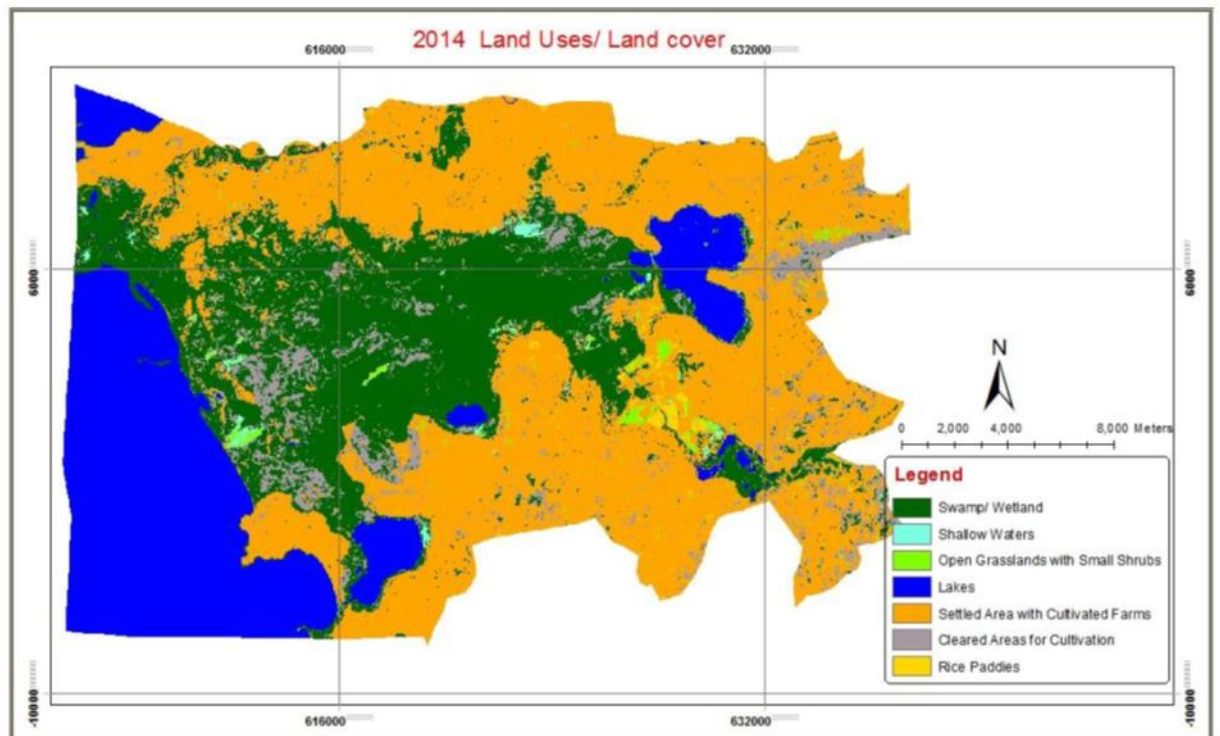 2014 Land Uses/ Land cover
616000
632000
6000
6000
N
0 2,000 4,000 8,000 Meters
Legend
Swamp/ Wetland
Shallow Waters
Open Grasslands with Small Shrubs
Lakes
Settled Area with Cultivated Farms
Cleared Areas for Cultivation
Rice Paddies
-10000
-10000
616000
632000